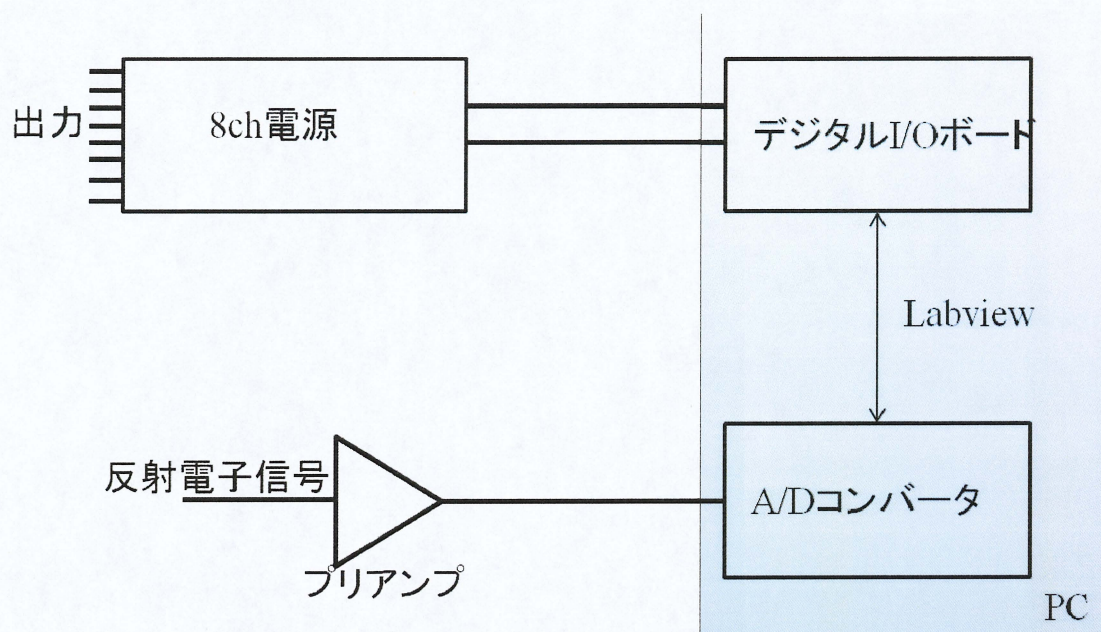 出力
8ch電源
デジタルI/Oボード
Labview
反射電子信号
プリアンプ
A/Dコンバータ
PC